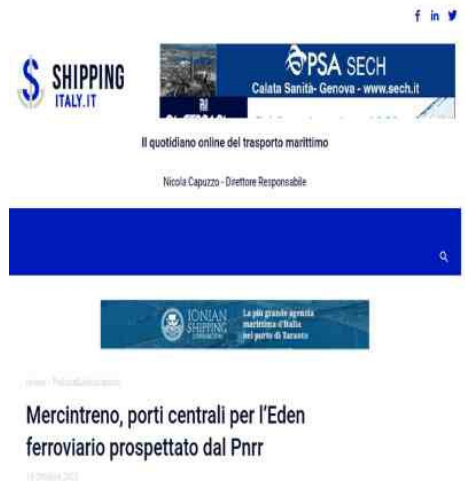 f in
SHIPPING
ITALY.IT
PSA SECH
Calata Sanità- Genova - www.sech.it
Il quotidiano online del trasporto marittimo
Nicola Capuzzo - Direttore Responsabile
IONIAN
SHIPPING
La più grande agenzia
marittima d'Italia
nel porto di Taranto
Mercintreno, porti centrali per l'Eden
ferroviario prospettato dal Pnrr